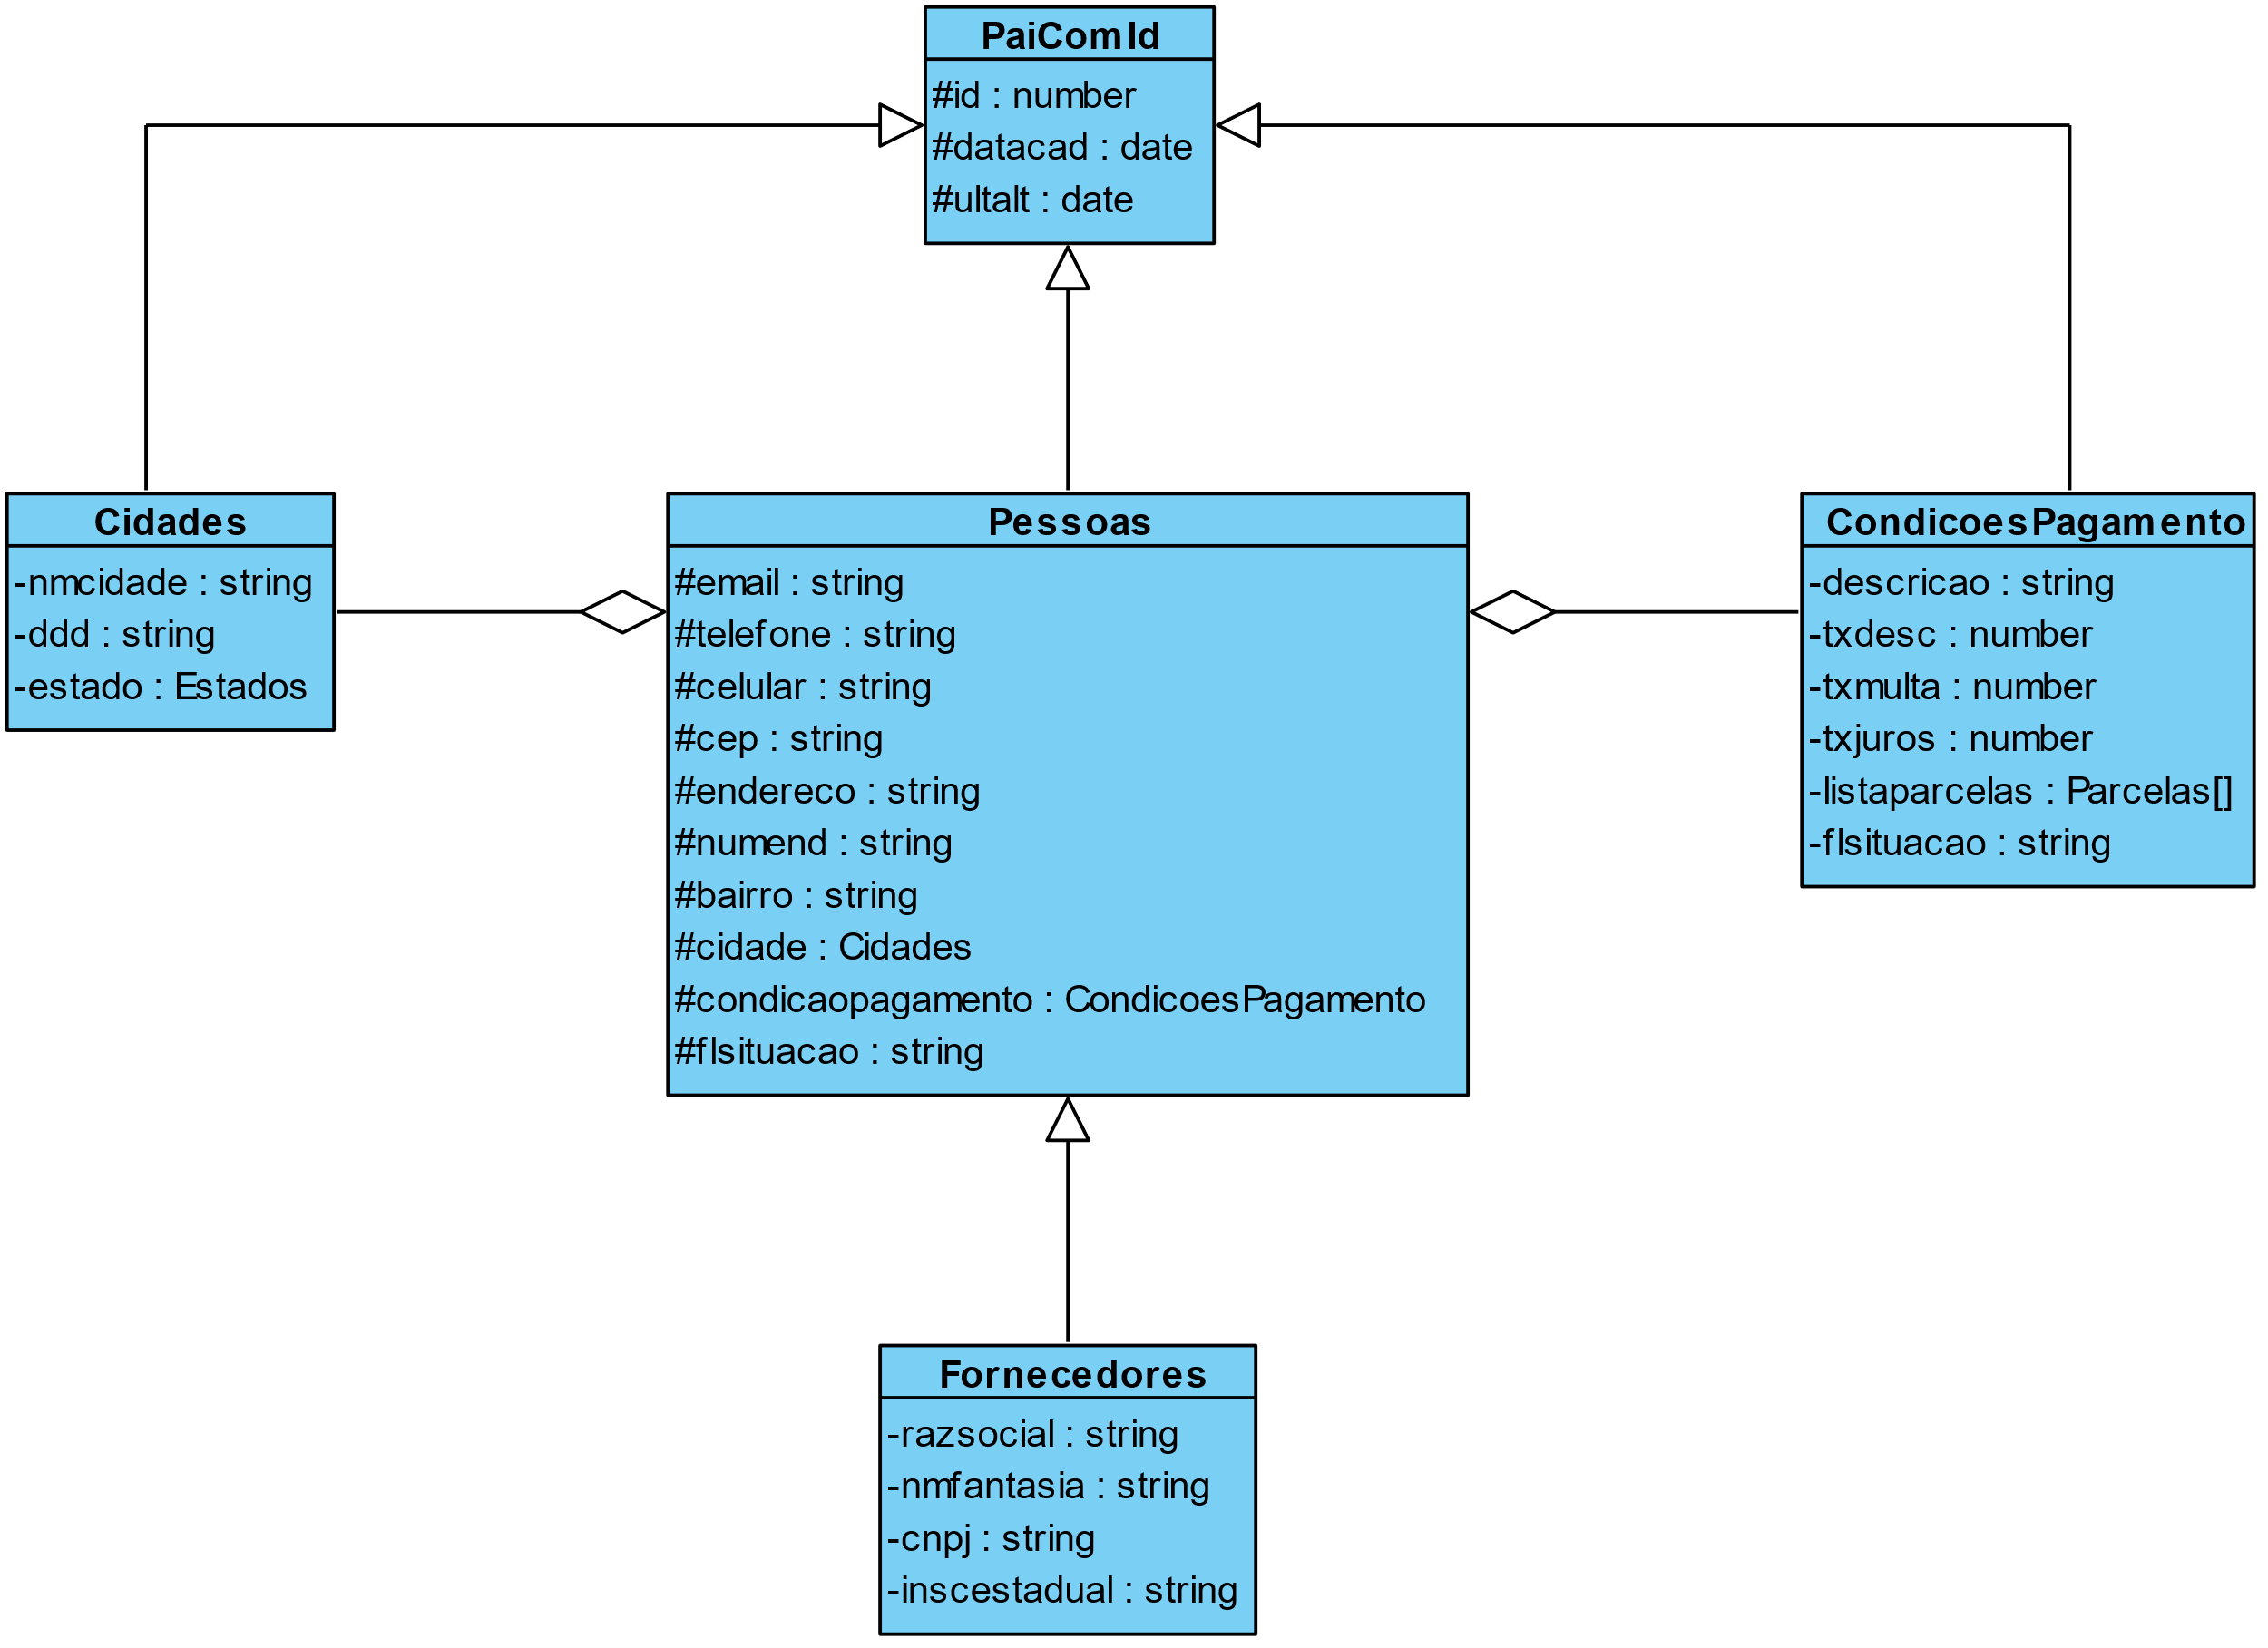 PaiComId
#id : number
#datacad : date
#ultalt : date
Cidades
-nmcidade : string
-ddd : string
-estado : Estados
Pessoas
#email : string
#telefone : string
#celular : string
#cep : string
#endereco : string
#numend : string
#bairro : string
#cidade : Cidades
#condicaopagamento : CondicoesPagamento
#flsituacao : string
CondicoesPagamento
-descricao : string
-txdesc : number
-txmulta : number
-txjuros : number
-listaparcelas : Parcelas[]
-flsituacao : string
Fornecedores
-razsocial : string
-nmfantasia : string
-cnpj : string
-inscestadual : string